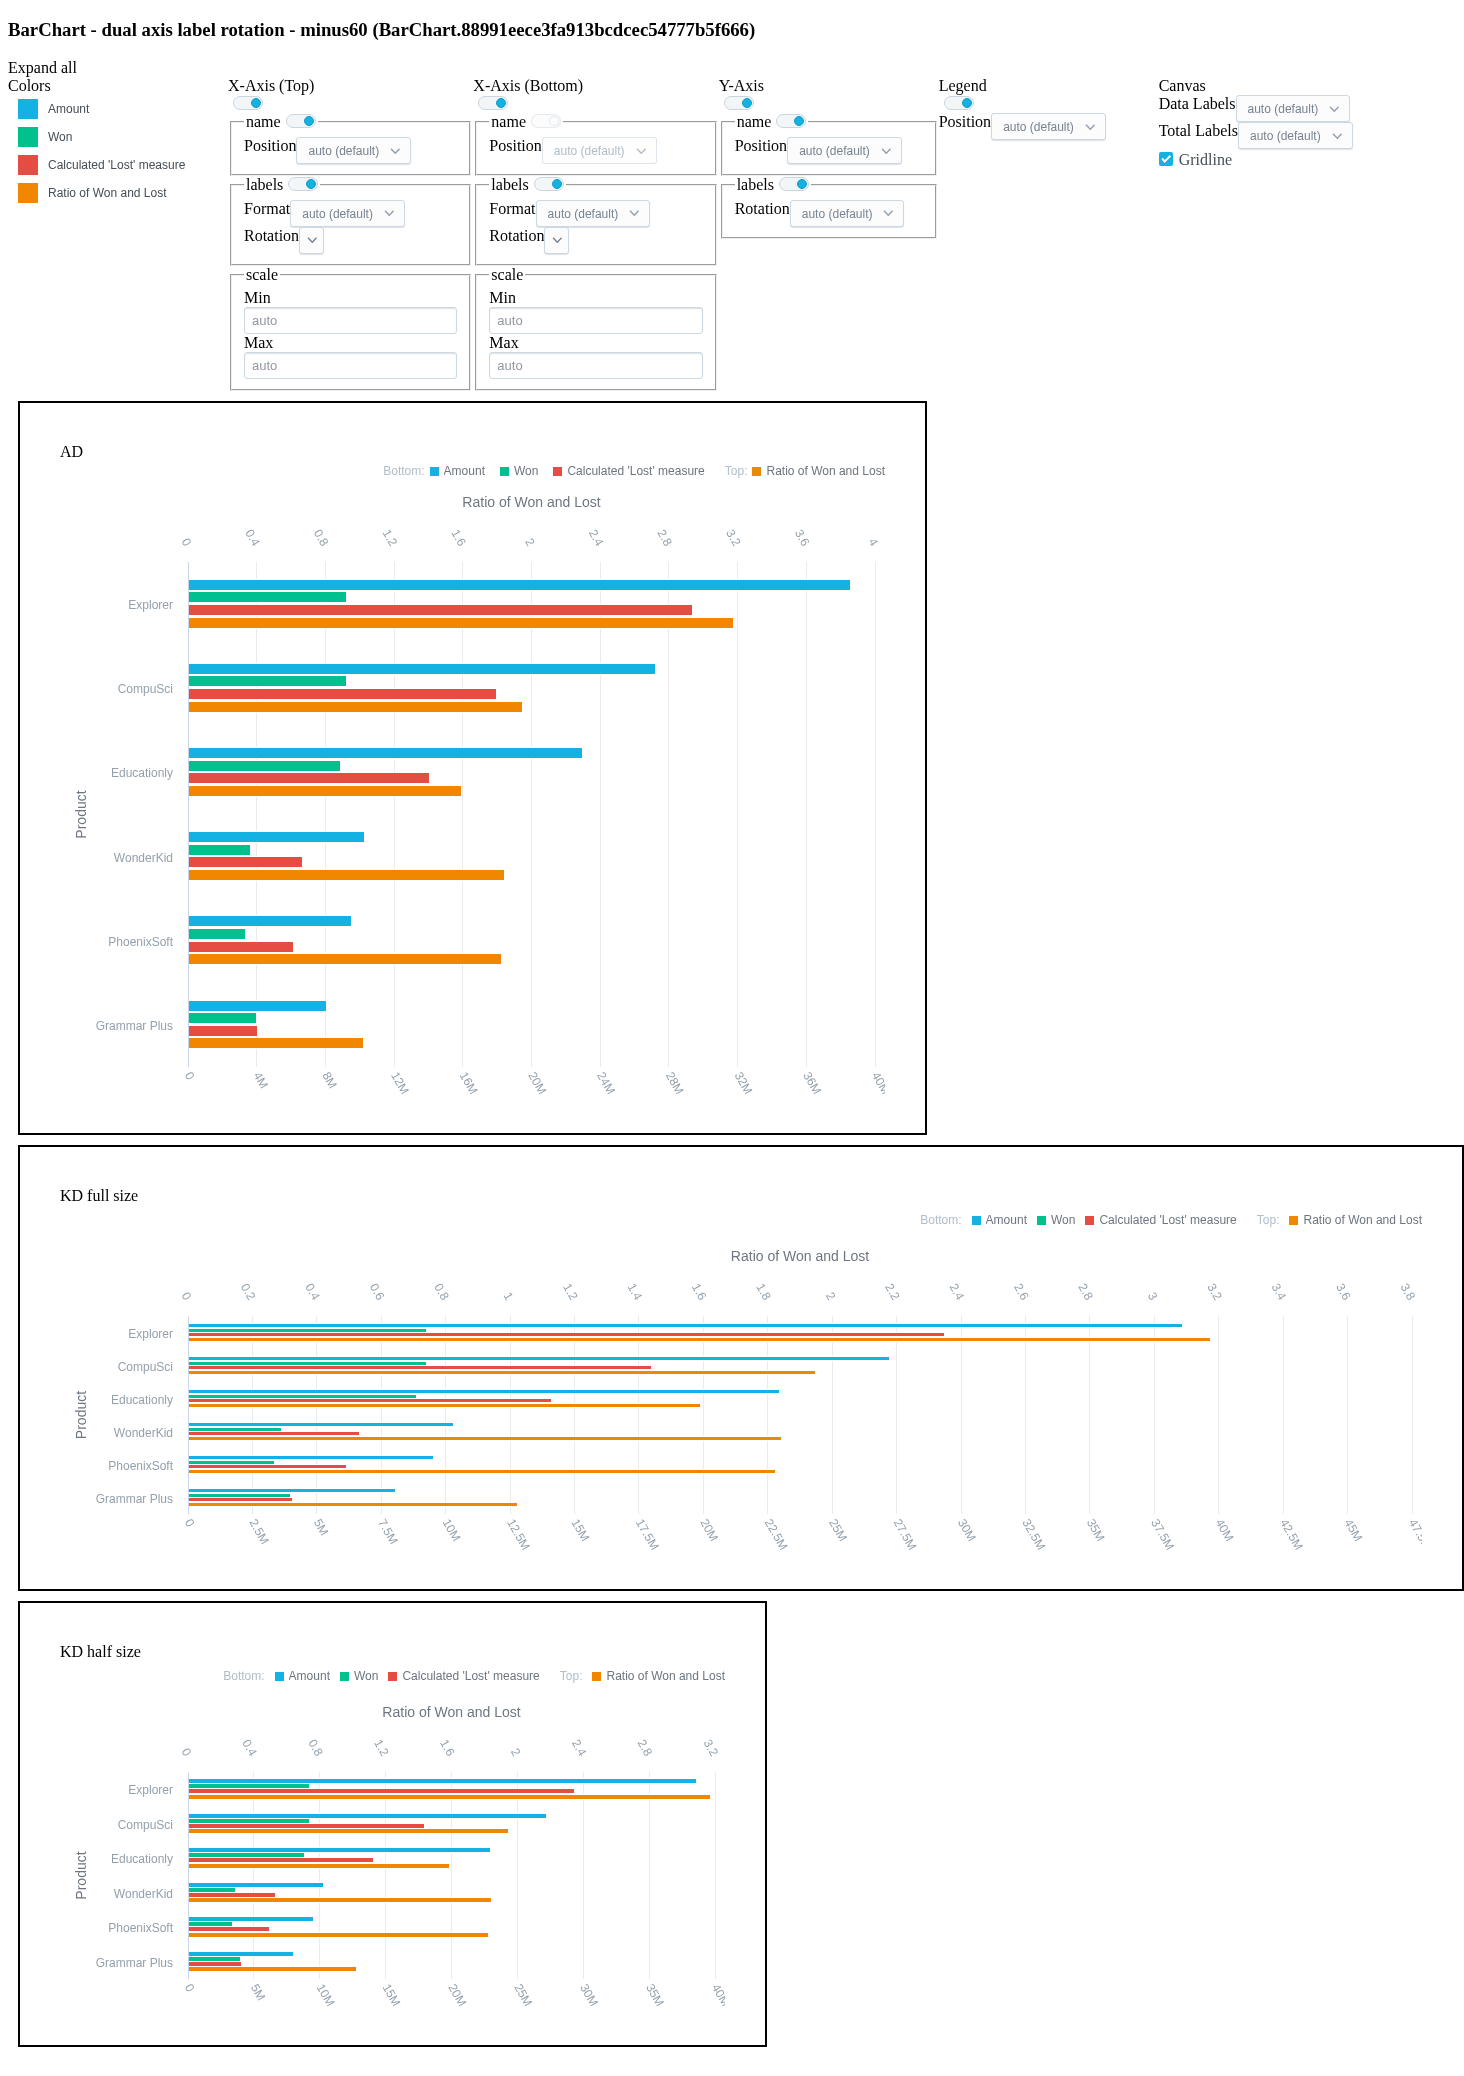 BarChart - dual axis label rotation - minus60 (BarChart.88991eece3fa913bcdcec54777b5f666)
Expand all
Colors
Amount
Won
Calculated 'Lost' measure
Ratio of Won and Lost
X-Axis (Top)
name
Position auto (default)
labels
Format auto (default)
Rotation
scale
Min
auto
Max
auto
X-Axis (Bottom)
name
Position auto (default)
labels
Format auto (default)
Rotation
scale
Min
auto
Max
auto
Y-Axis
name
Position auto (default)
labels
Rotation auto (default)
Legend
Position auto (default)
Canvas
Data Labels auto (default)
Total Labels auto (default)
Gridline
AD
Bottom: Amount Won Calculated 'Lost' measure Top: Ratio of Won and Lost
Ratio of Won and Lost
0 0.4 0.8 1.2 1.6 2 2.4 2.8 3.2 3.6 4
Product
Explorer
CompuSci
Educationly
WonderKid
PhoenixSoft
Grammar Plus
0 4M 8M 12M 16M 20M 24M 28M 32M 36M 40M
KD full size
Bottom: Amount Won Calculated 'Lost' measure Top: Ratio of Won and Lost
Ratio of Won and Lost
0 0.2 0.4 0.6 0.8 1 1.2 1.4 1.6 1.8 2 2.2 2.4 2.6 2.8 3 3.2 3.4 3.6 3.8
Product
Explorer
CompuSci
Educationly
WonderKid
PhoenixSoft
Grammar Plus
0 2.5M 5M 7.5M 10M 12.5M 15M 17.5M 20M 22.5M 25M 27.5M 30M 32.5M 35M 37.5M 40M 42.5M 45M
KD half size
Bottom: Amount Won Calculated 'Lost' measure Top: Ratio of Won and Lost
Ratio of Won and Lost
0 0.4 0.8 1.2 1.6 2 2.4 2.8 3.2
Product
Explorer
CompuSci
Educationly
WonderKid
PhoenixSoft
Grammar Plus
0 5M 10M 15M 20M 25M 30M 35M 40M